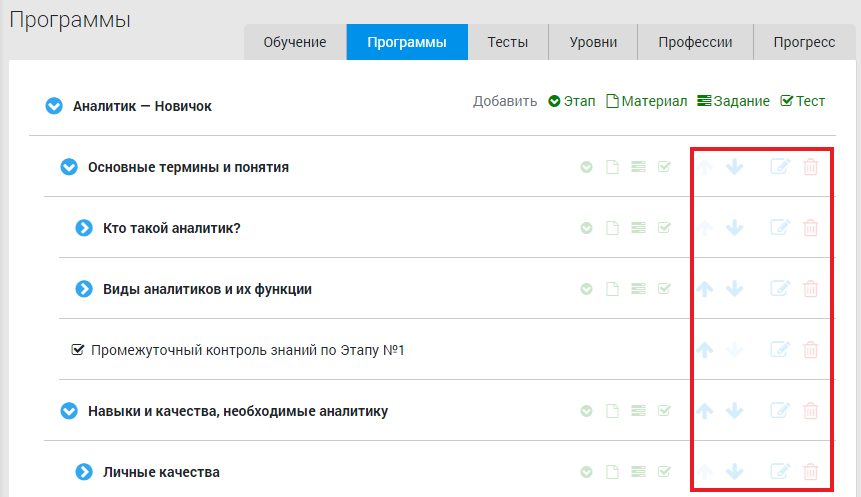 Программы
Обучение Программы Тесты Уровни Профессии Прогресс
Аналитик — Новичок Добавить Этап Материал Задание Тест
Основные термины и понятия
Кто такой аналитик?
Виды аналитиков и их функции
Промежуточный контроль знаний по Этапу №1
Навыки и качества, необходимые аналитику
Личные качества